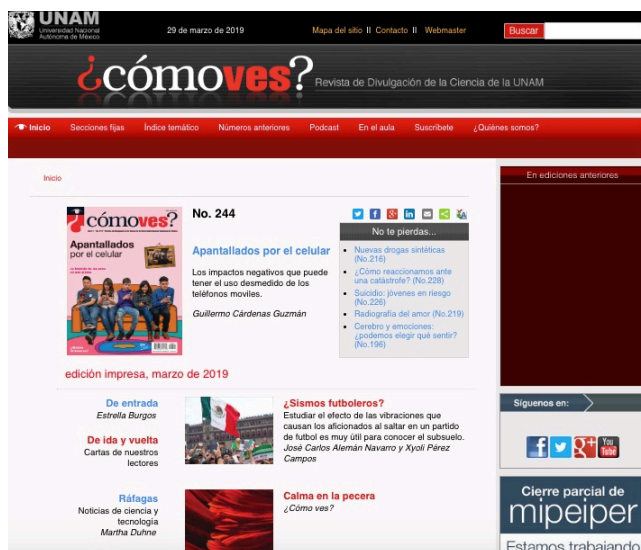 UNAM
Universidad Nacional
Autónoma de México
29 de marzo de 2019
Mapa del sitio II Contacto II Webmaster
Buscar
¿cómoves?
Revista de Divulgación de la Ciencia de la UNAM
Inicio Secciones fijas Índice temático Números anteriores Podcast En el aula Suscríbete ¿Quiénes somos?
Inicio
¿cómoves?
Apantallados
por el celular
No. 244
Apantallados por el celular
Los impactos negativos que puede
tener el uso desmedido de los
teléfonos moviles.
Guillermo Cárdenas Guzmán
No te pierdas...
Nuevas drogas sintéticas
(No.216)
¿Cómo reaccionamos ante
una catástrofe? (No.228)
Suicidio: jóvenes en riesgo
(No.226)
Radiografía del amor (No.219)
Cerebro y emociones:
¿podemos elegir qué sentir?
(No.196)
edición impresa, marzo de 2019
De entrada
Estrella Burgos
De ida y vuelta
Cartas de nuestros
lectores
Ráfagas
Noticias de ciencia y
tecnología
Martha Duhne
¿Sismos futboleros?
Estudiar el efecto de las vibraciones que
causan los aficionados al saltar en un partido
de futbol es muy útil para conocer el subsuelo.
José Carlos Alemán Navarro y Xyoli Pérez
Campos
Calma en la pecera
¿Cómo ves?
En ediciones anteriores
Síguenos en:
You
Tube
Cierre parcial de
mipeiper
Estamos trabajando